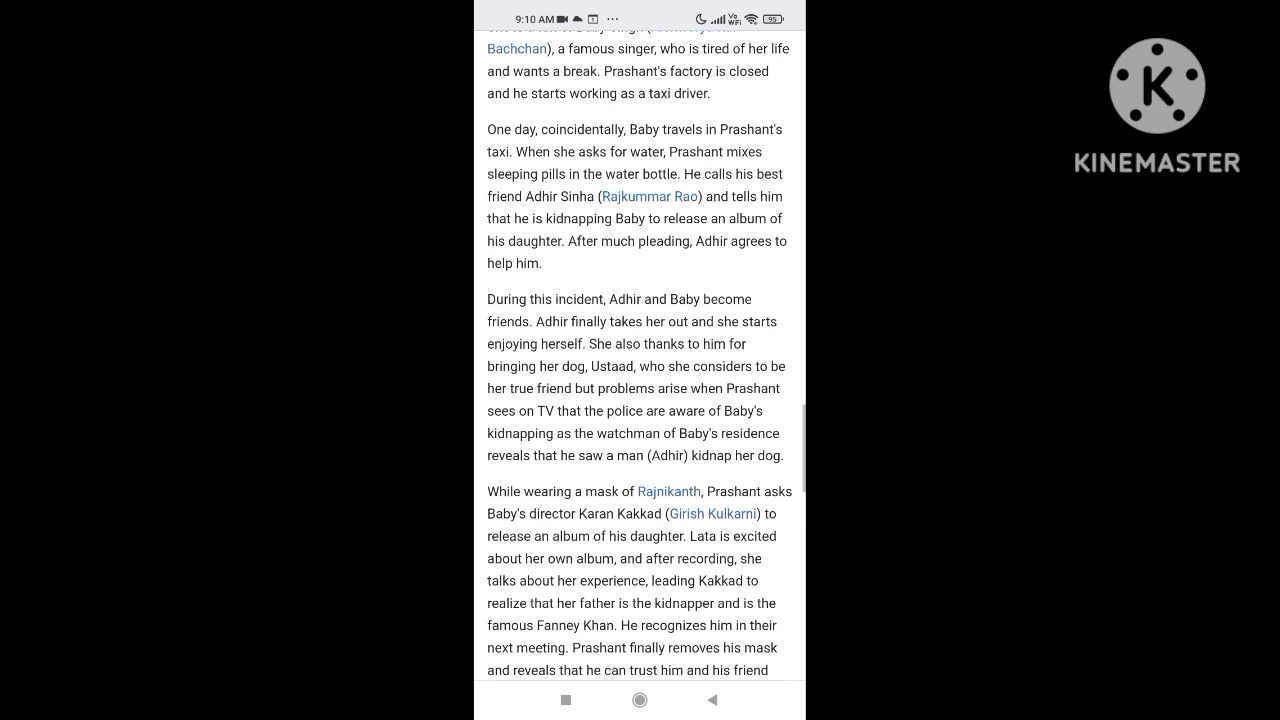 9:10 AM
Vo
WiFi
95
Bachchan), a famous singer, who is tired of her life
and wants a break. Prashant's factory is closed
and he starts working as a taxi driver.
One day, coincidentally, Baby travels in Prashant's
taxi. When she asks for water, Prashant mixes
sleeping pills in the water bottle. He calls his best
friend Adhir Sinha (Rajkummar Rao) and tells him
that he is kidnapping Baby to release an album of
his daughter. After much pleading, Adhir agrees to
help him.
During this incident, Adhir and Baby become
friends. Adhir finally takes her out and she starts
enjoying herself. She also thanks to him for
bringing her dog, Ustaad, who she considers to be
her true friend but problems arise when Prashant
sees on TV that the police are aware of Baby's
kidnapping as the watchman of Baby's residence
reveals that he saw a man (Adhir) kidnap her dog.
While wearing a mask of Rajnikanth, Prashant asks
Baby's director Karan Kakkad (Girish Kulkarni) to
release an album of his daughter. Lata is excited
about her own album, and after recording, she
talks about her experience, leading Kakkad to
realize that her father is the kidnapper and is the
famous Fanney Khan. He recognizes him in their
next meeting. Prashant finally removes his mask
and reveals that he can trust him and his friend
K
KINEMASTER